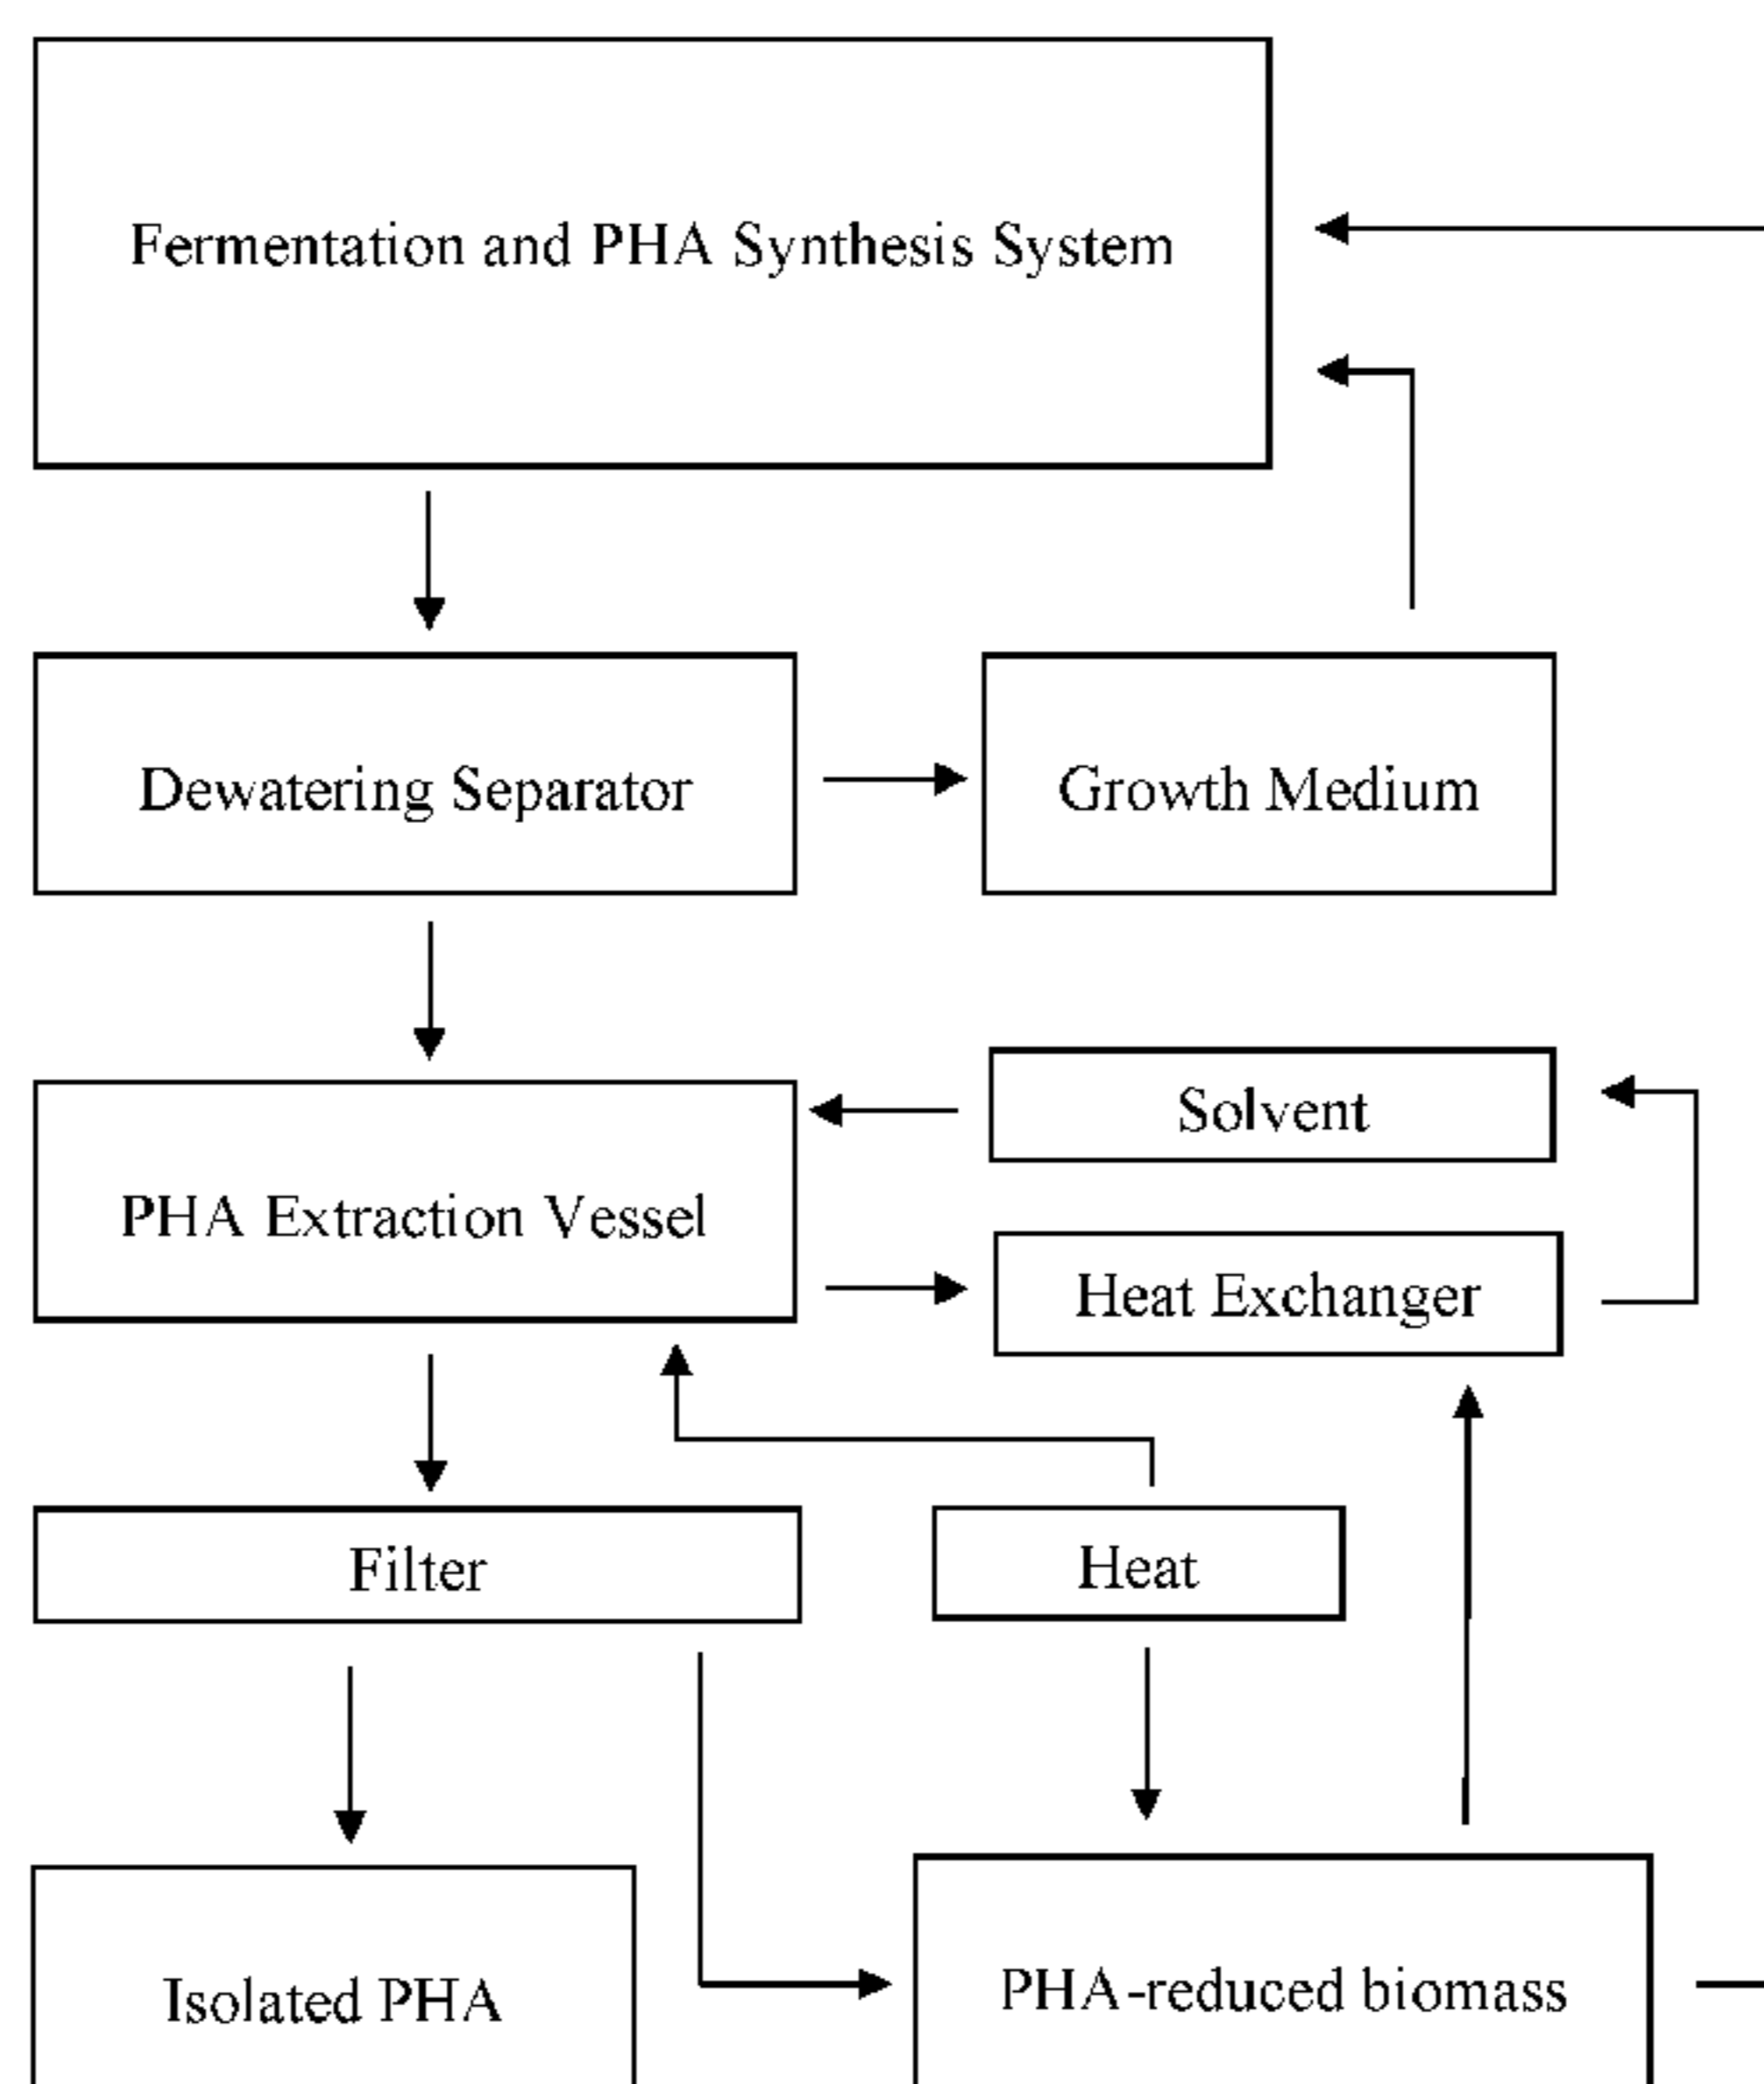 Fermentation and PHA Synthesis System
Dewatering Separator
Growth Medium
Solvent
PHA Extraction Vessel
Heat Exchanger
Filter
Heat
Isolated PHA
PHA-reduced biomass